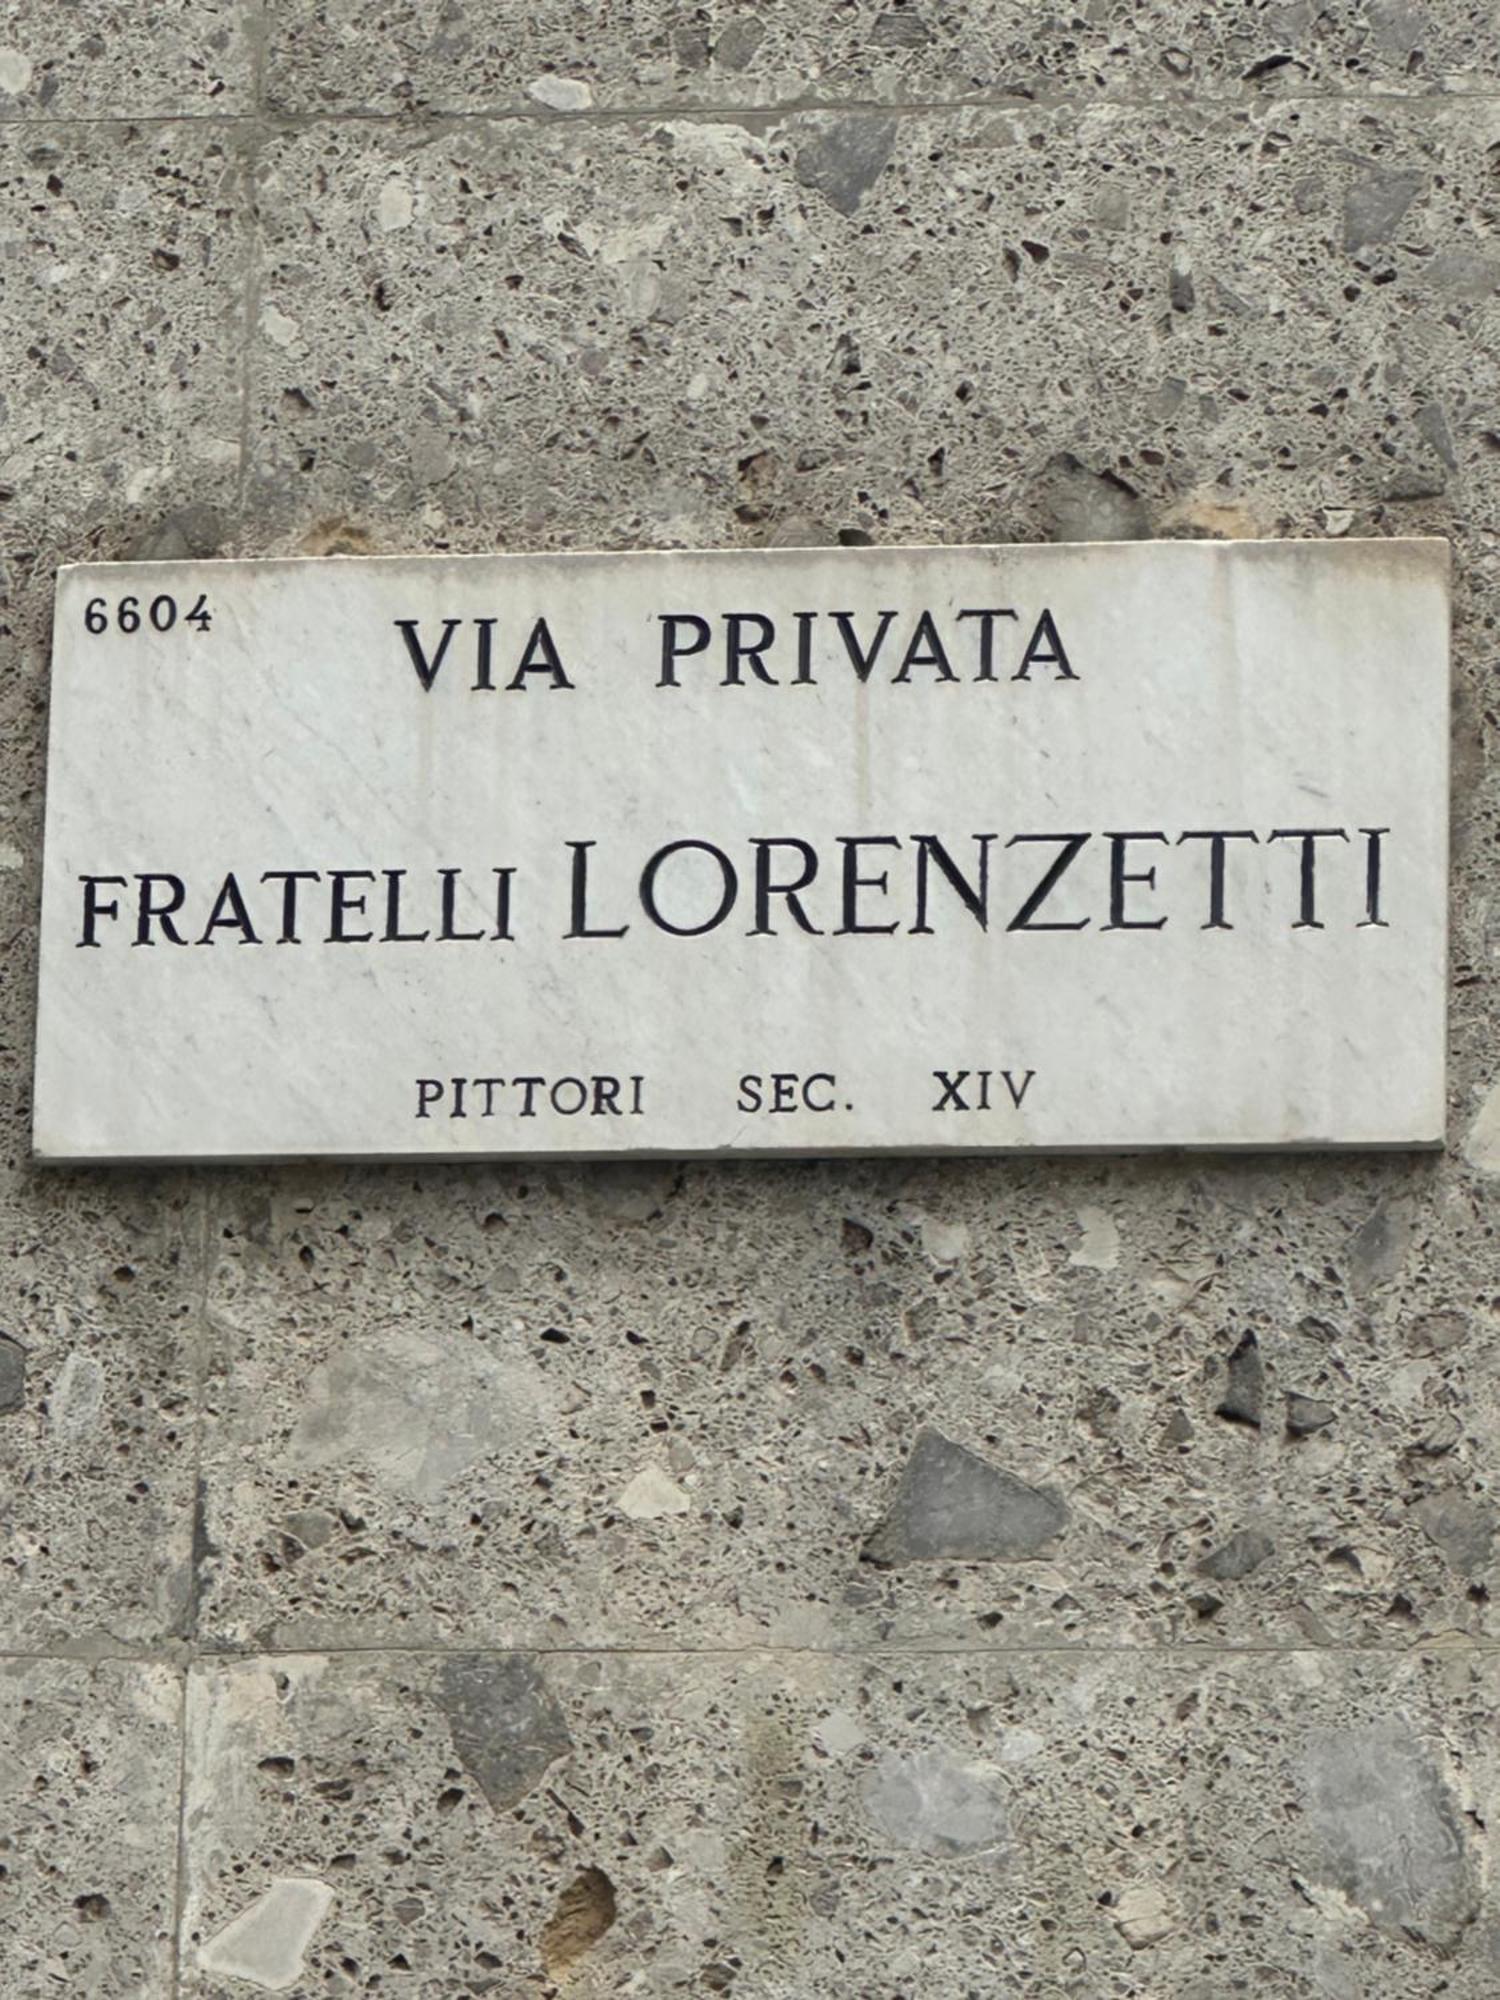 6604
VIA PRIVATA
FRATELLI LORENZETTI
PITTORI SEC. XIV